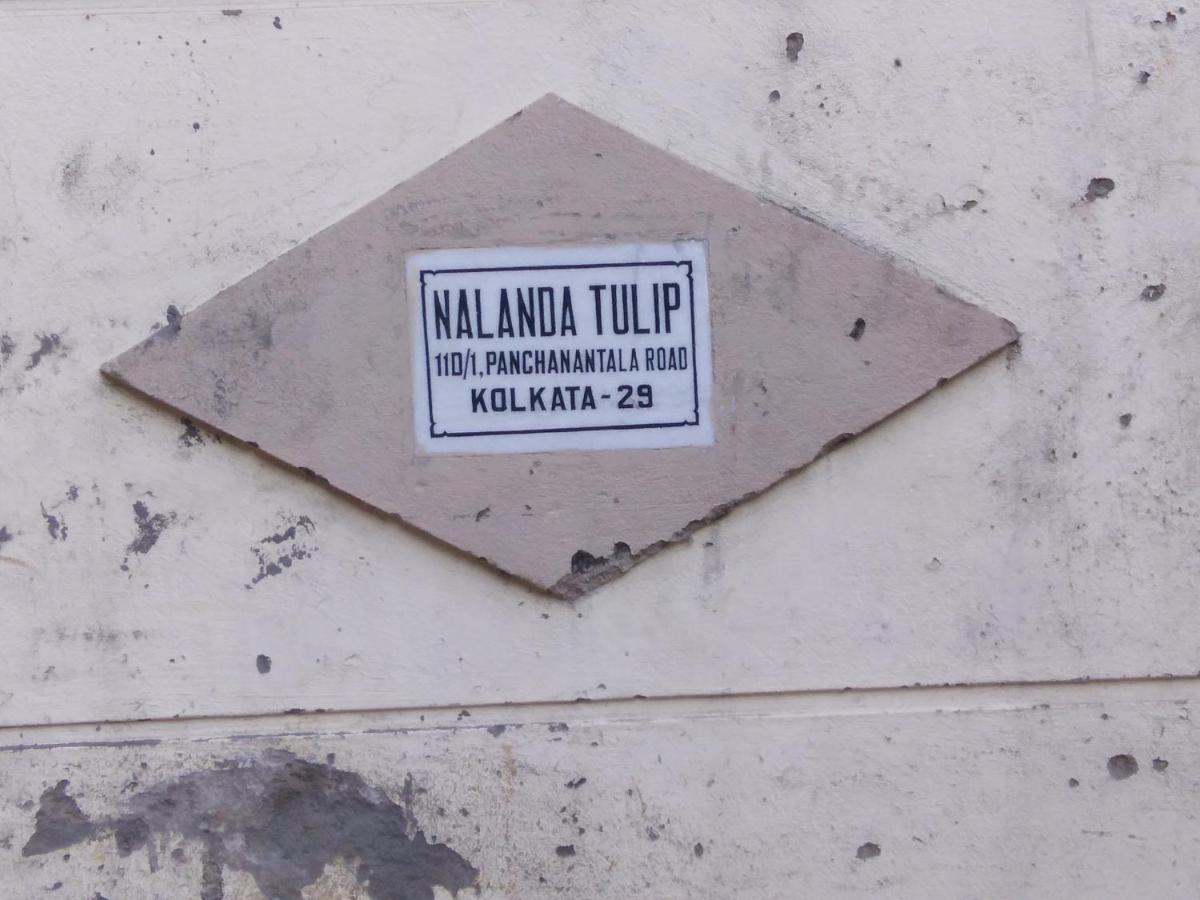 NALANDA TULIP
11D/1, PANCHANANTALA ROAD
KOLKATA - 29